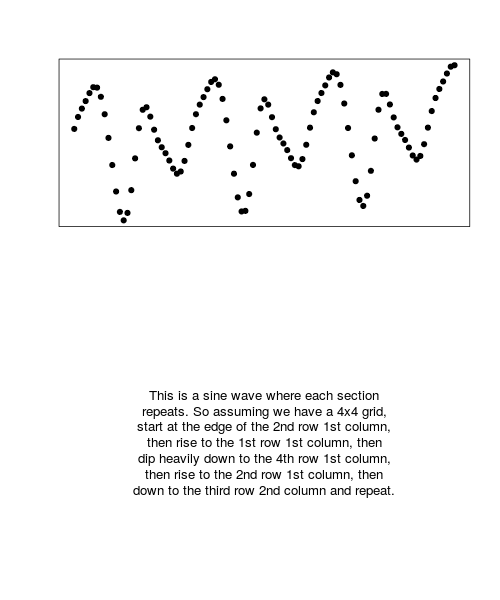 This is a sine wave where each section
repeats. So assuming we have a 4x4 grid,
start at the edge of the 2nd row 1st column,
then rise to the 1st row 1st column, then
dip heavily down to the 4th row 1st column,
then rise to the 2nd row 1st column, then
down to the third row 2nd column and repeat.